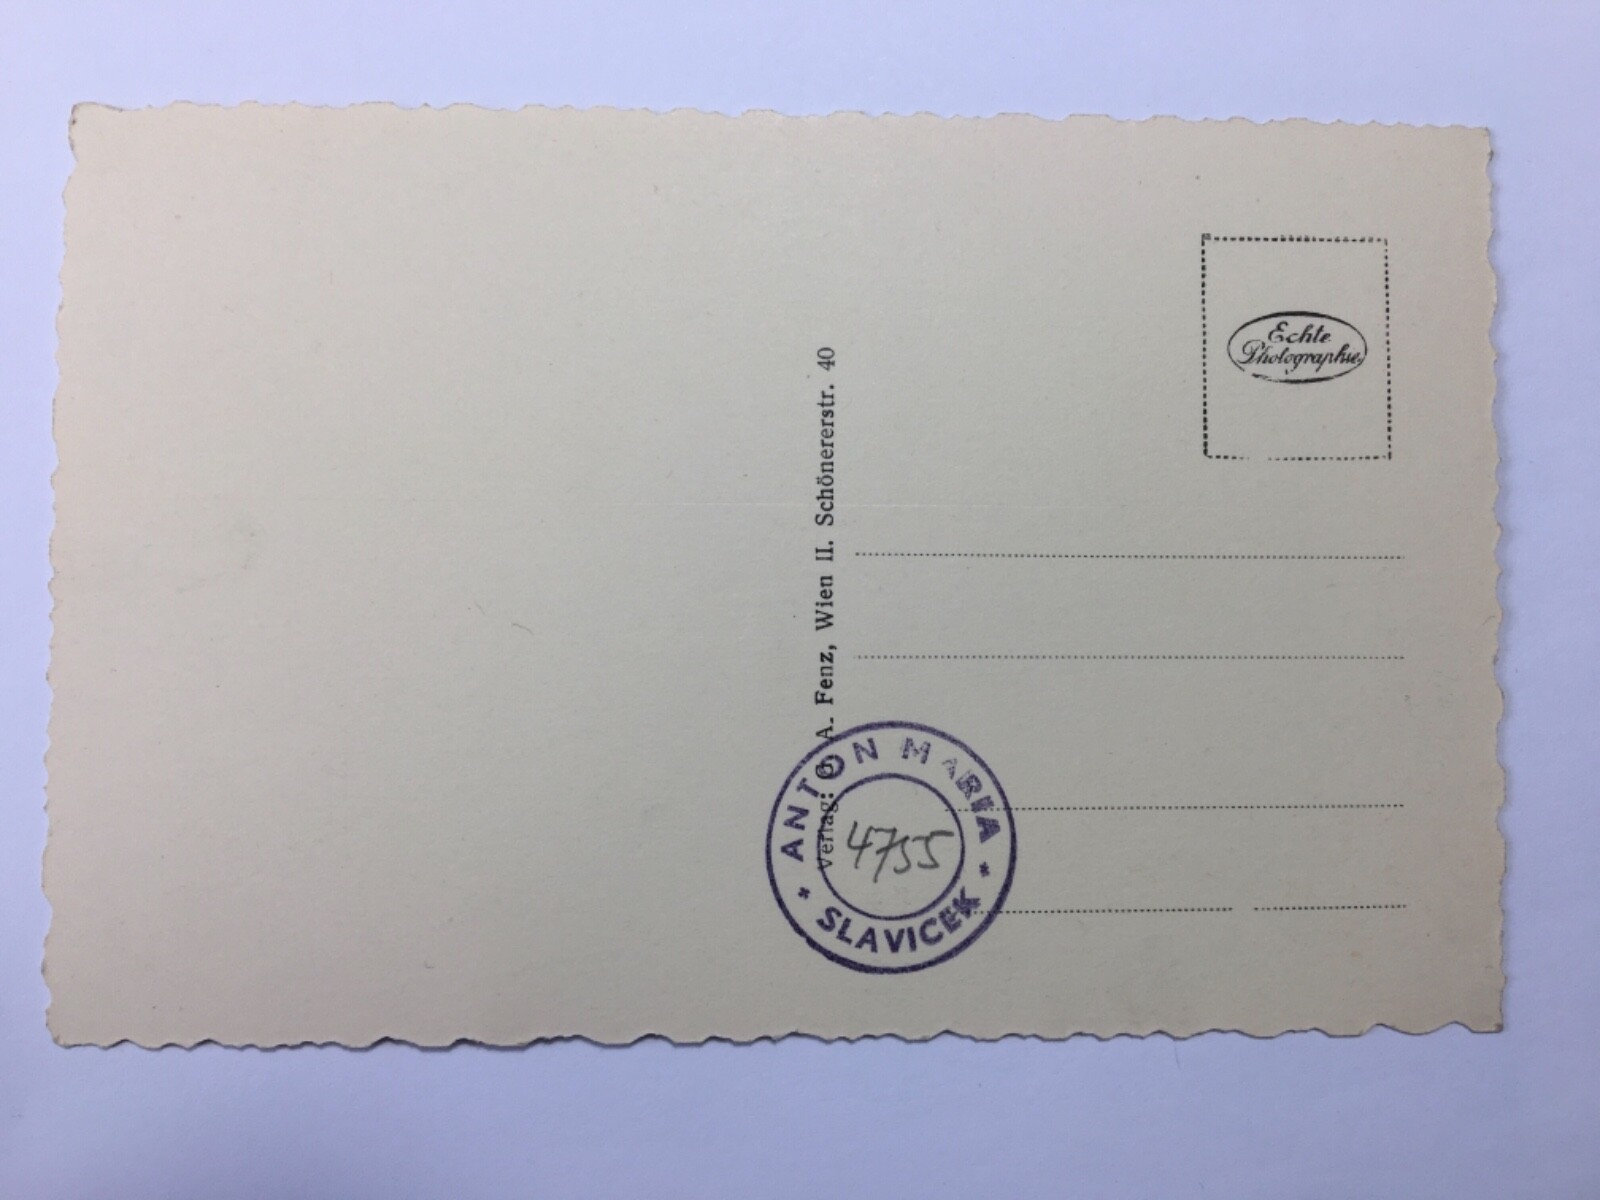 Echte
Photographie
Verlag: G. A. Fenz, Wien II. Schönererstr. 40
ANTON MARIA
4755
* SLAVICEK *